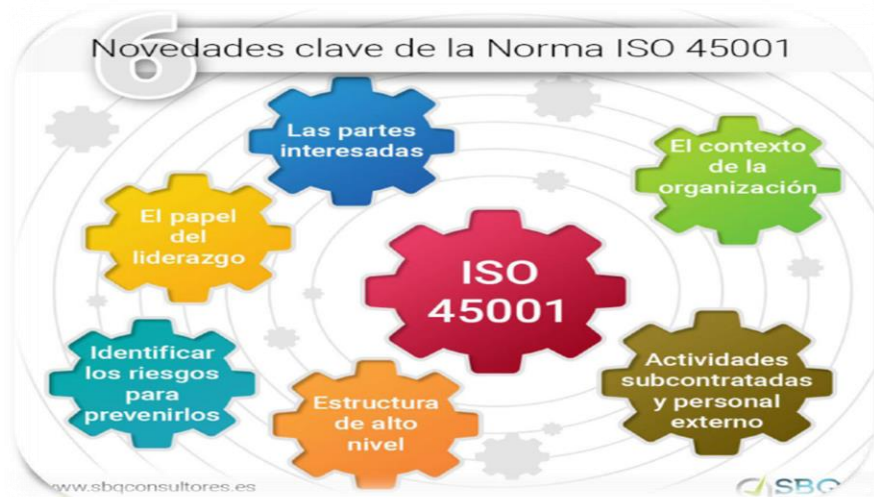 6
Novedades clave de la Norma ISO 45001
Las partes
interesadas
El contexto
de la
organización
El papel
del
liderazgo
ISO
45001
Identificar
los riesgos
para
prevenirlos
Estructura
de alto
nivel
Actividades
subcontratadas
y personal
externo
www.sbqconsultores.es
SBQ